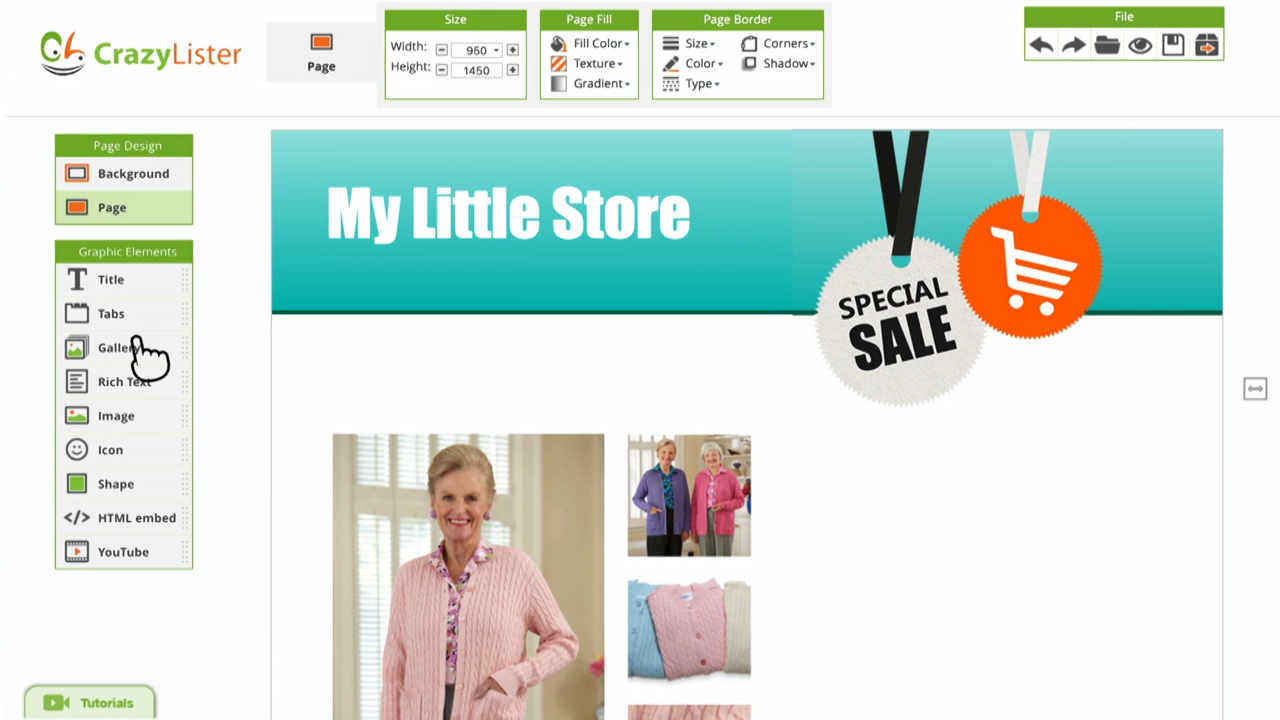 CrazyLister
Page
Size
Width: 950
Height: 1450
Page Fill
Fill Color
Texture
Gradient
Page Border
Size
Color
Type
Corners
Shadow
File
Page Design
Background
Page
Graphic Elements
Title
Tabs
Gallery
Rich Text
Image
Icon
Shape
</> HTML embed
YouTube
Tutorials
My Little Store
SPECIAL
SALE